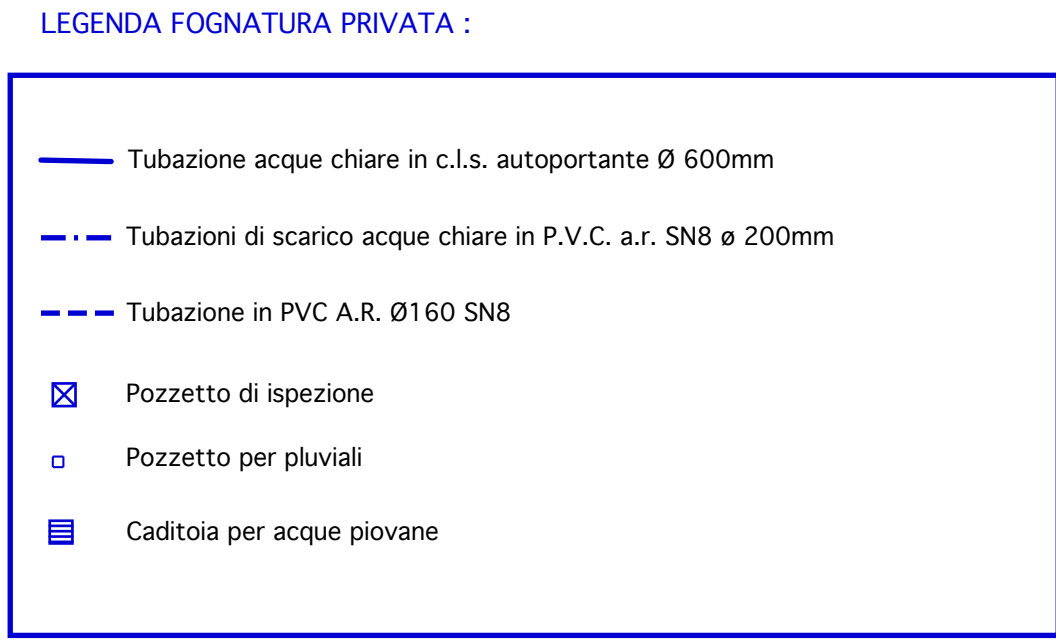 LEGENDA FOGNATURA PRIVATA :
Tubazione acque chiare in c.l.s. autoportante Ø 600mm
Tubazioni di scarico acque chiare in P.V.C. a.r. SN8 ø 200mm
Tubazione in PVC A.R. Ø160 SN8
Pozzetto di ispezione
Pozzetto per pluviali
Caditoia per acque piovane